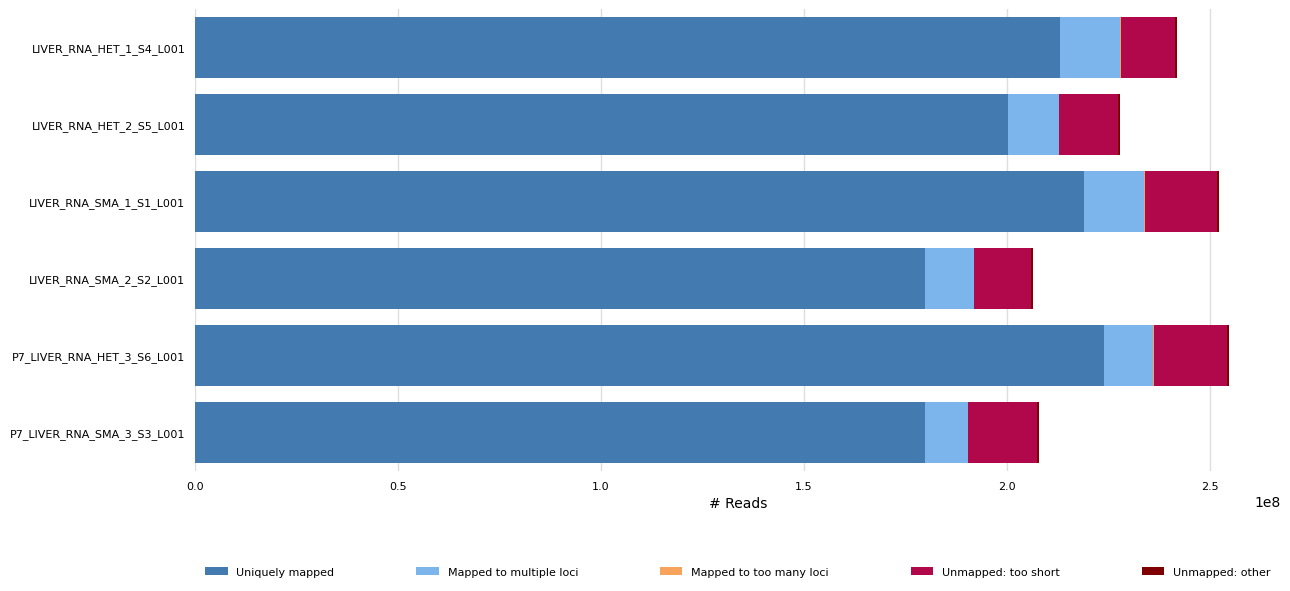 LIVER_RNA_HET_1_S4_L001
LIVER_RNA_HET_2_S5_L001
LIVER_RNA_SMA_1_S1_L001
LIVER_RNA_SMA_2_S2_L001
P7_LIVER_RNA_HET_3_S6_L001
P7_LIVER_RNA_SMA_3_S3_L001
0.0 0.5 1.0 1.5 2.0 2.5
# Reads 1e8
Uniquely mapped Mapped to multiple loci Mapped to too many loci Unmapped: too short Unmapped: other